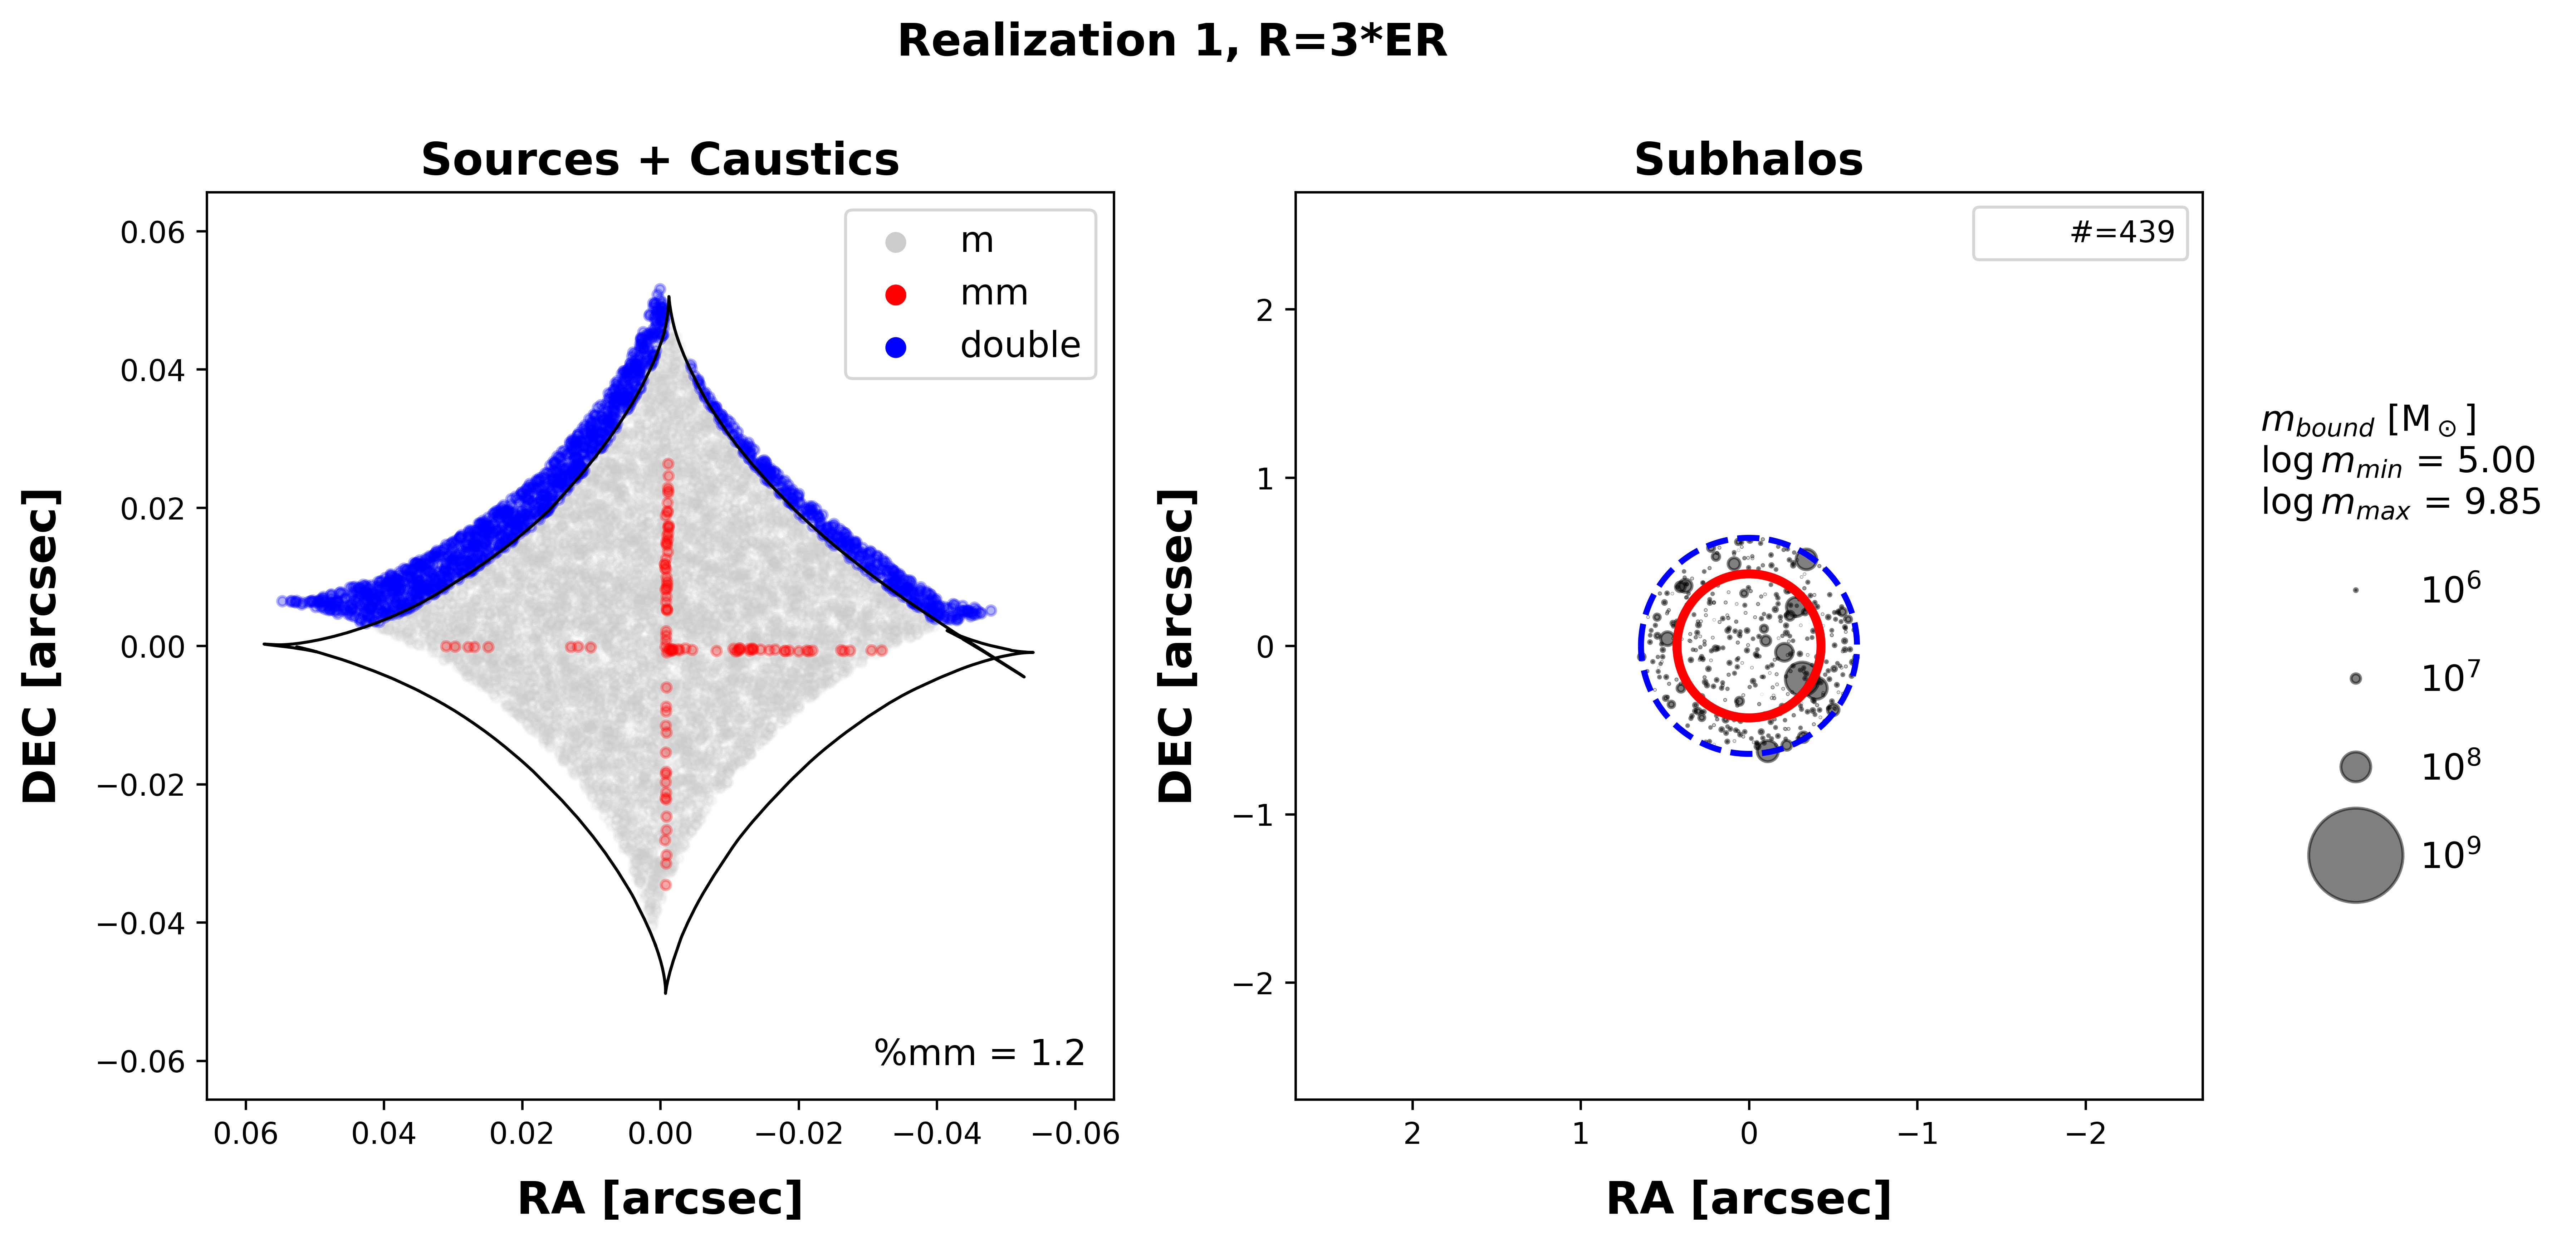 Realization 1, R=3*ER
Sources + Caustics
m
mm
double
%mm = 1.2
0.06
0.04
0.02
0.00
−0.02
−0.04
−0.06
0.06
0.04
0.02
0.00
−0.02
−0.04
−0.06
DEC [arcsec]
RA [arcsec]
Subhalos
#=439
2
1
0
−1
−2
2
1
0
−1
−2
DEC [arcsec]
RA [arcsec]
m_bound [M_⊙]
log m_min = 5.00
log m_max = 9.85
10^6
10^7
10^8
10^9